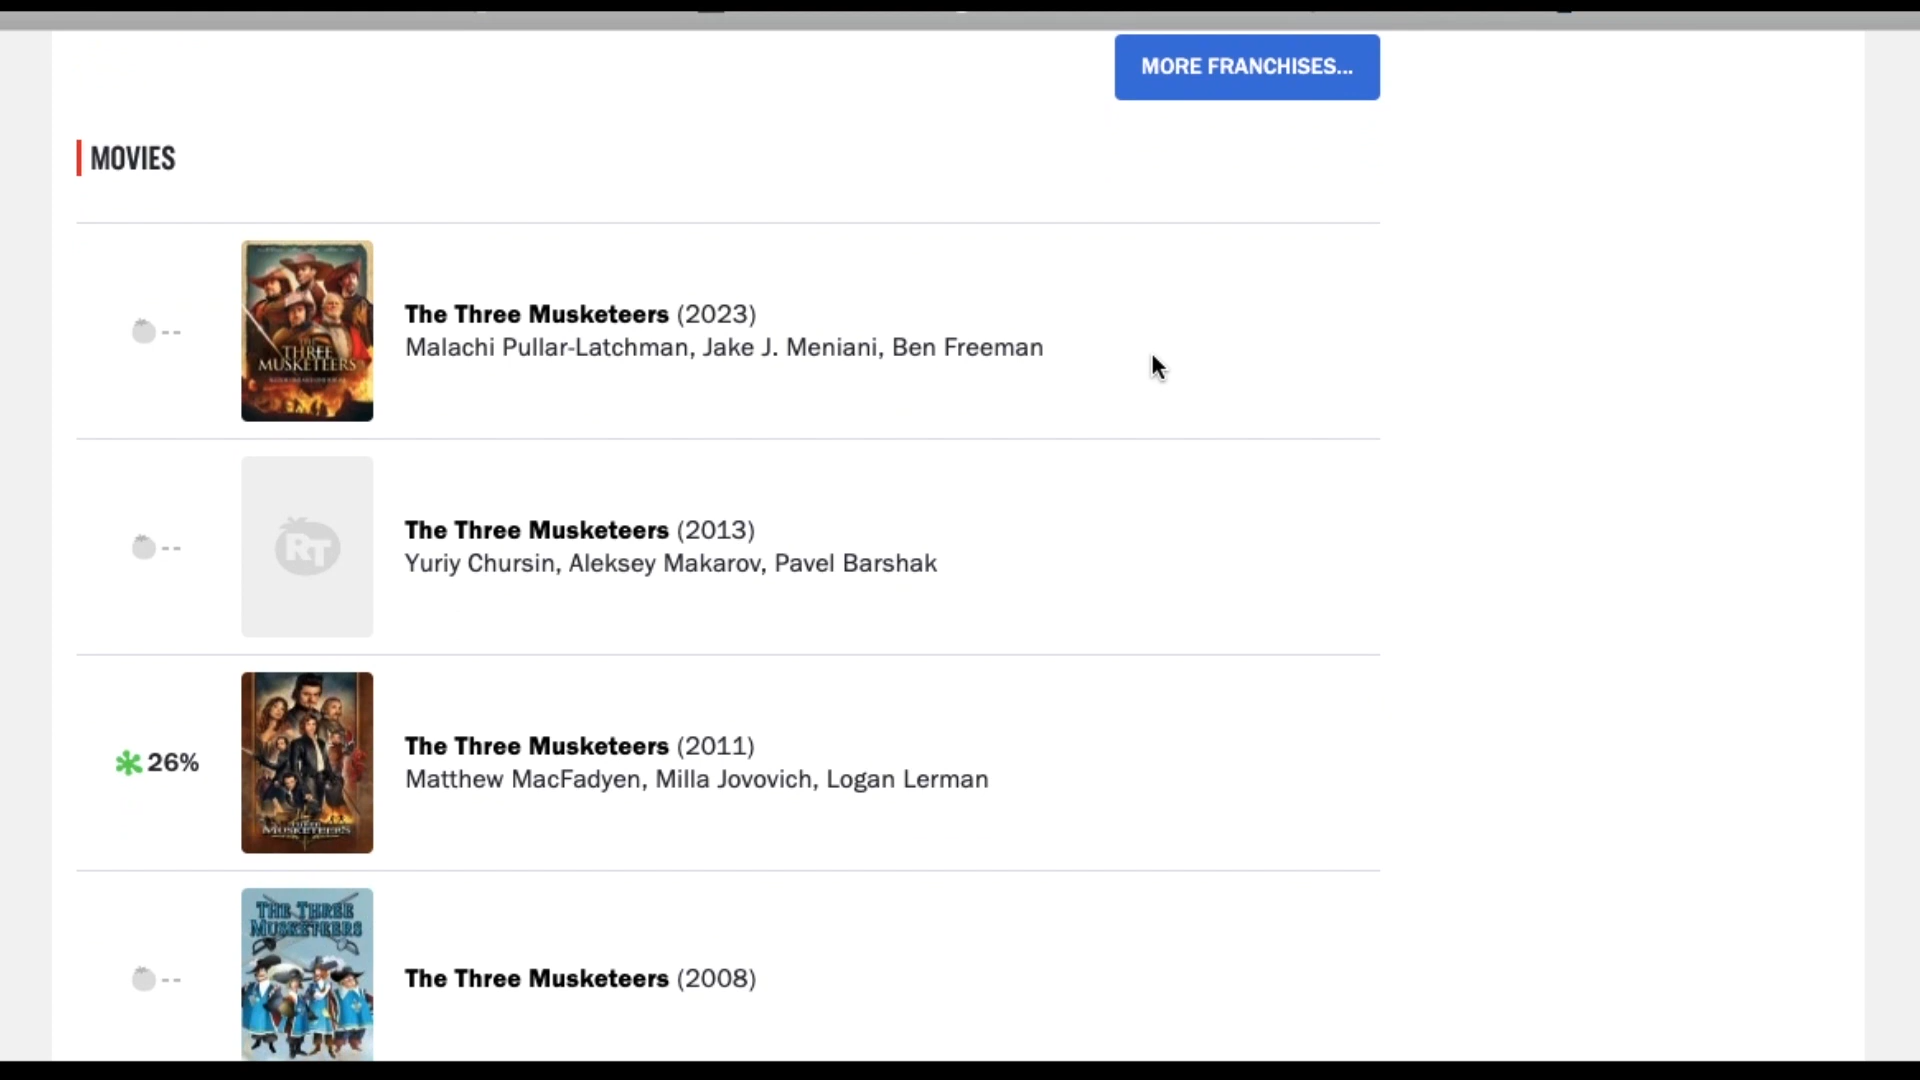 MORE FRANCHISES...
MOVIES
THREE
MUSKETEERS
The Three Musketeers (2023)
Malachi Pullar-Latchman, Jake J. Meniani, Ben Freeman
--
RT
The Three Musketeers (2013)
Yuriy Chursin, Aleksey Makarov, Pavel Barshak
--
26%
MUSKETEERS
The Three Musketeers (2011)
Matthew MacFadyen, Milla Jovovich, Logan Lerman
THE THREE
MUSKETEERS
The Three Musketeers (2008)
--